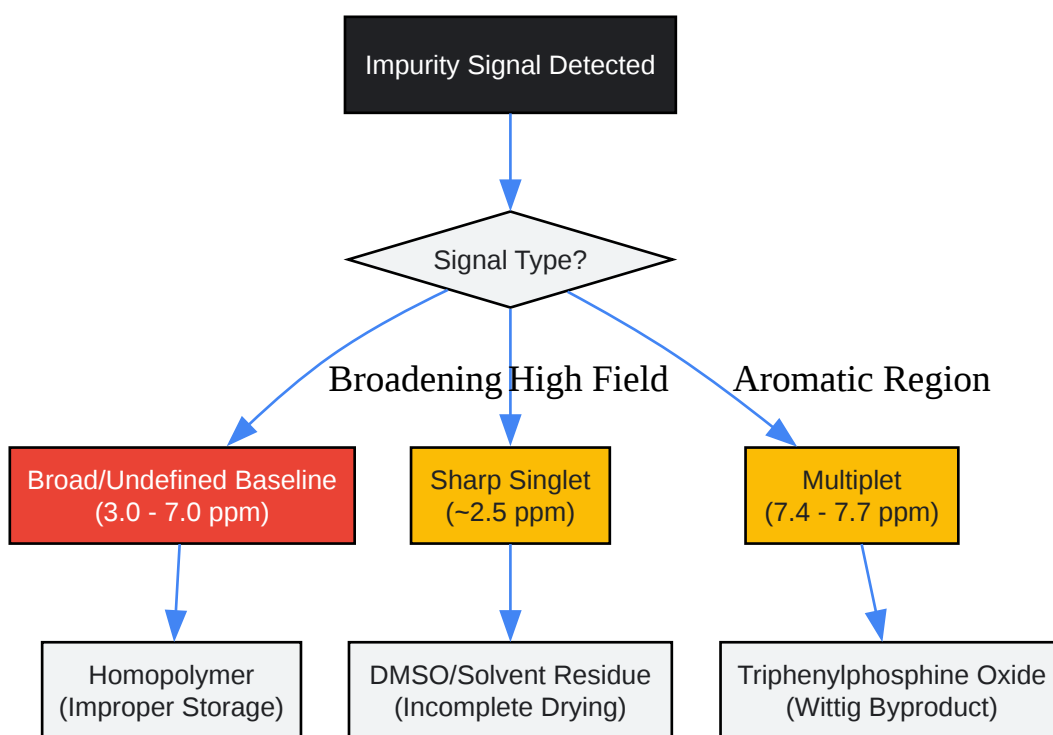 Impurity Signal Detected
Signal Type?
Broadening
High Field
Aromatic Region
Broad/Undefined Baseline
(3.0 - 7.0 ppm)
Sharp Singlet
(~2.5 ppm)
Multiplet
(7.4 - 7.7 ppm)
Homopolymer
(Improper Storage)
DMSO/Solvent Residue
(Incomplete Drying)
Triphenylphosphine Oxide
(Wittig Byproduct)